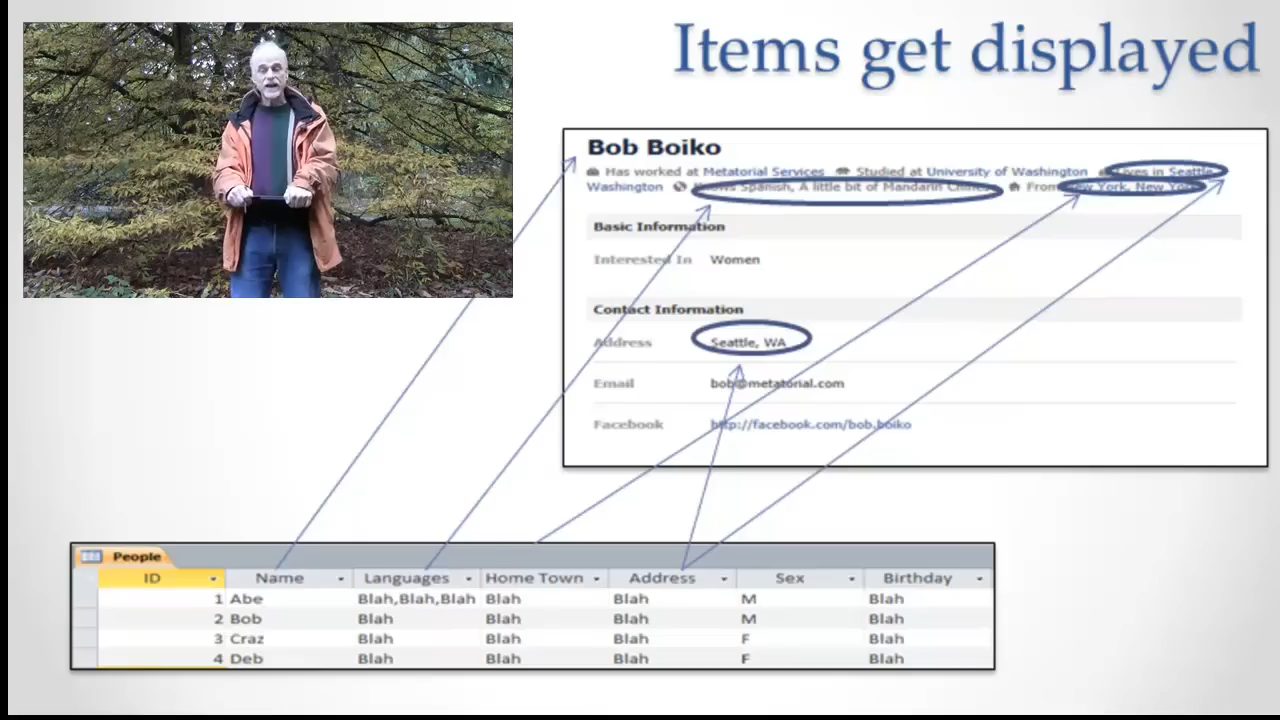 Items get displayed
Bob Boiko
Has worked at Metatorial Services Studied at University of Washington Lives in Seattle,
Washington Knows Spanish, A little bit of Mandarin Chinese From New York, New York
Basic Information
Interested In Women
Contact Information
Address Seattle, WA
Email bob@metatorial.com
Facebook http://facebook.com/bob.boiko
People
ID Name Languages Home Town Address Sex Birthday
1 Abe Blah,Blah,Blah Blah Blah M Blah
2 Bob Blah Blah Blah M Blah
3 Craz Blah Blah Blah F Blah
4 Deb Blah Blah Blah F Blah